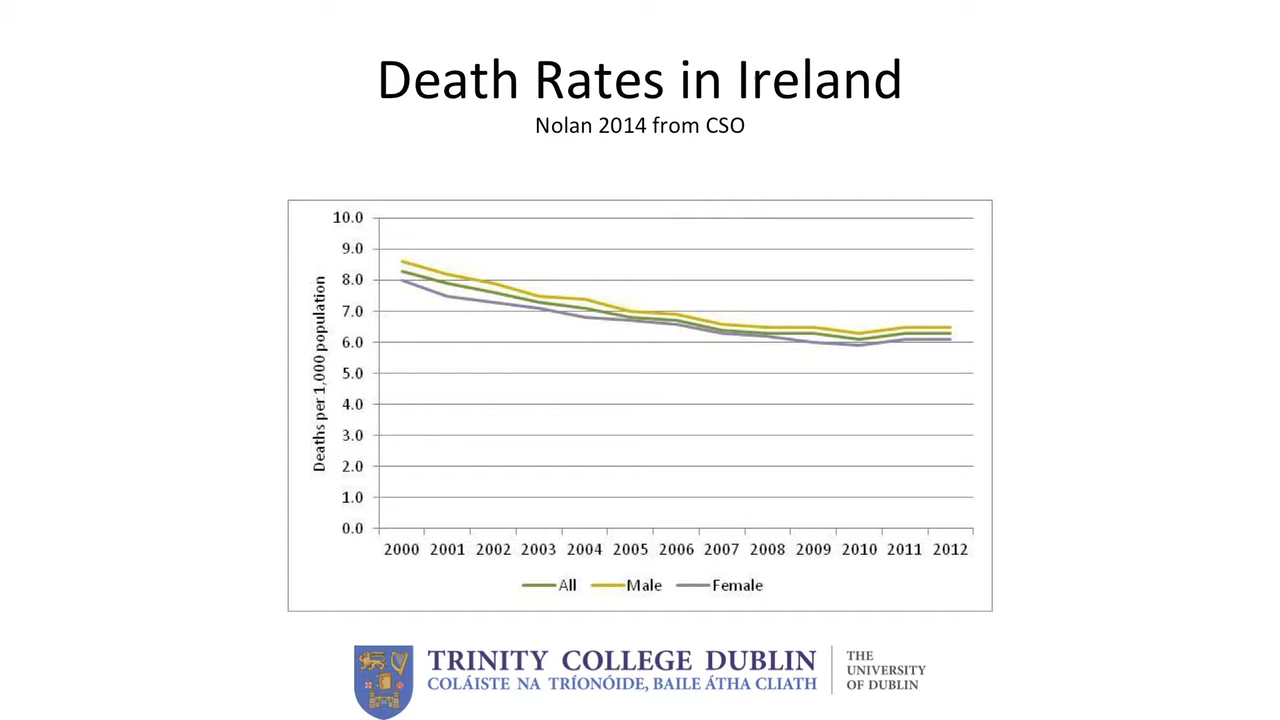 Death Rates in Ireland
Nolan 2014 from CSO
10.0
9.0
8.0
7.0
6.0
5.0
4.0
3.0
2.0
1.0
0.0
Deaths per 1,000 population
2000 2001 2002 2003 2004 2005 2006 2007 2008 2009 2010 2011 2012
All Male Female
TRINITY COLLEGE DUBLIN
COLÁISTE NA TRÍONÓIDE, BAILE ÁTHA CLIATH
THE
UNIVERSITY
OF DUBLIN